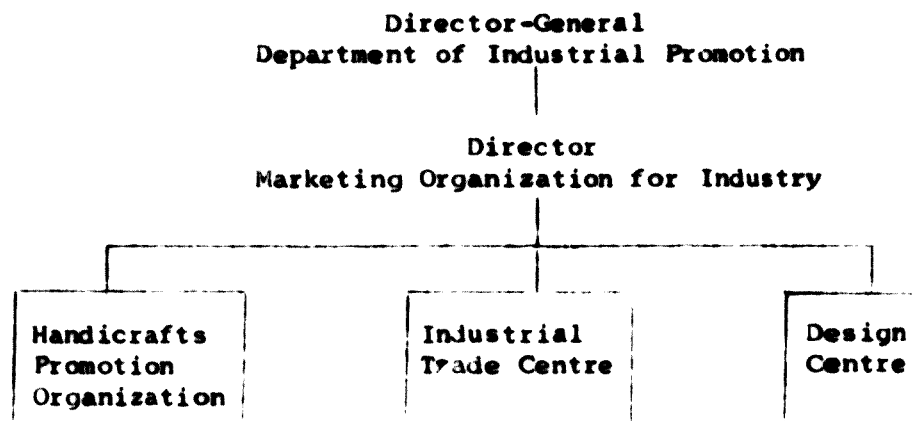 Director-General
Department of Industrial Promotion
Director
Marketing Organization for Industry
Handicrafts
Promotion
Organization
Industrial
Trade Centre
Design
Centre